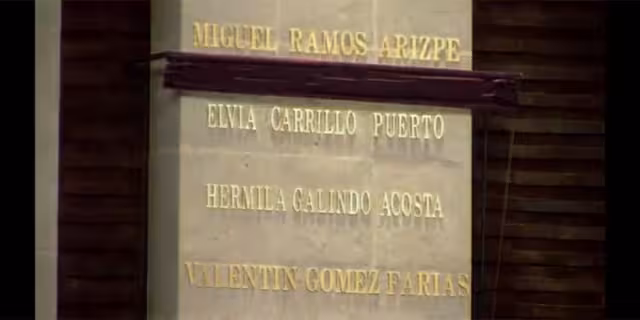 MIGUEL RAMOS ARIZPE
ELVIA CARRILLO PUERTO
HERMILA GALINDO ACOSTA
VALENTIN GOMEZ FARIAS